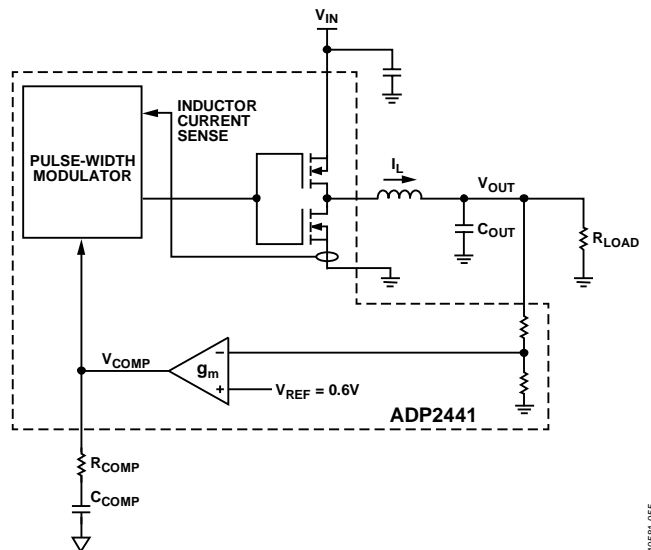 VIN
INDUCTOR
CURRENT
SENSE
PULSE-WIDTH
MODULATOR
IL
VOUT
COUT
RLOAD
VCOMP
gm
−
+
VREF = 0.6V
ADP2441
RCOMP
CCOMP